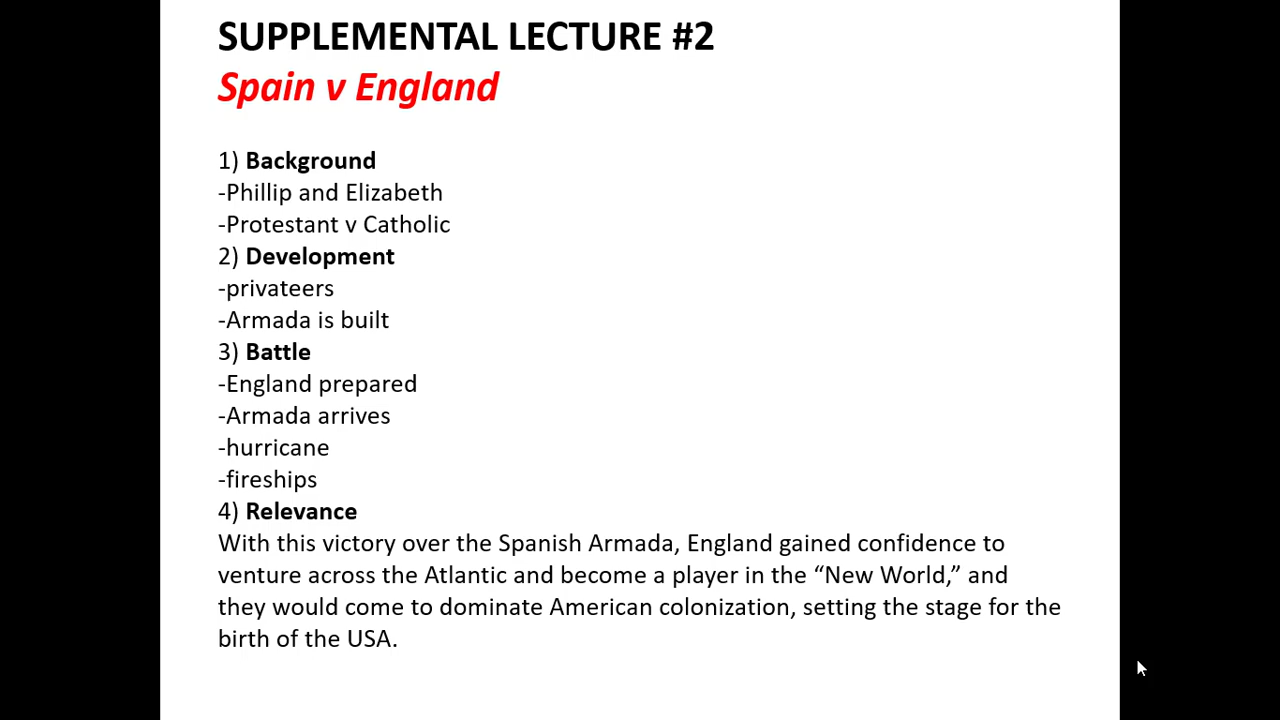 SUPPLEMENTAL LECTURE #2
Spain v England
1) Background
-Phillip and Elizabeth
-Protestant v Catholic
2) Development
-privateers
-Armada is built
3) Battle
-England prepared
-Armada arrives
-hurricane
-fireships
4) Relevance
With this victory over the Spanish Armada, England gained confidence to
venture across the Atlantic and become a player in the “New World,” and
they would come to dominate American colonization, setting the stage for the
birth of the USA.